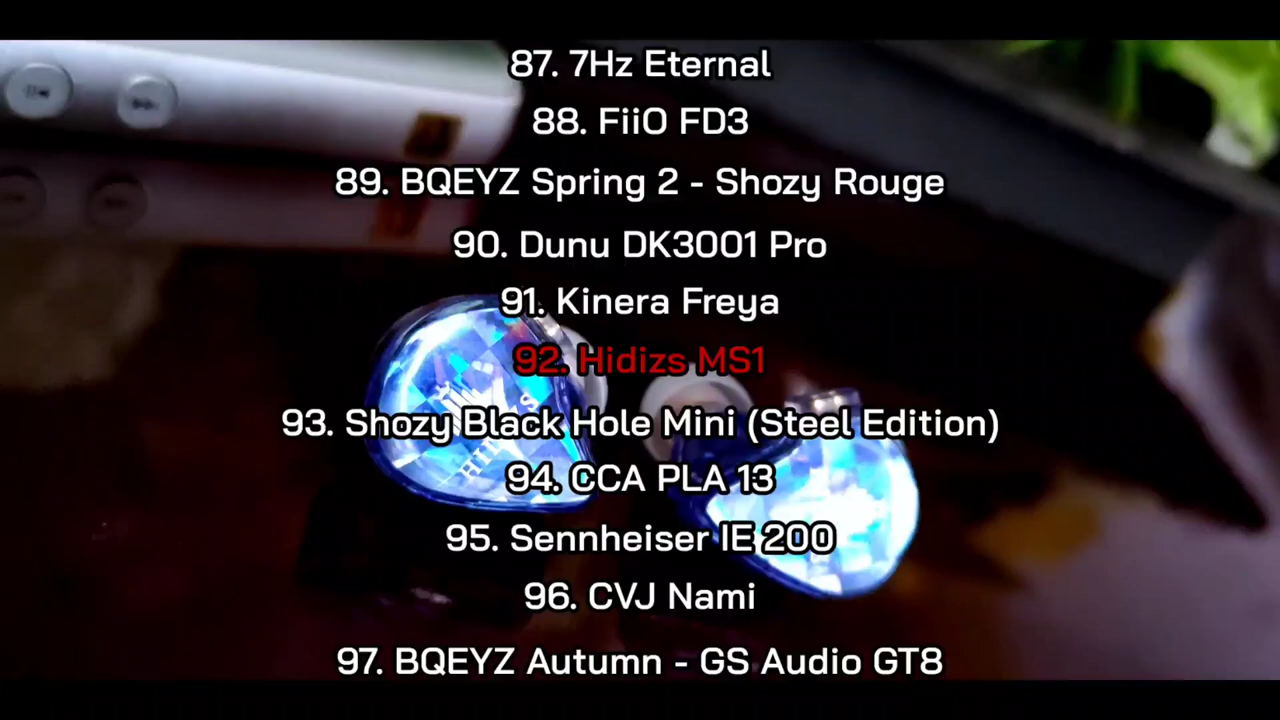 87. 7Hz Eternal
88. FiiO FD3
89. BQEYZ Spring 2 - Shozy Rouge
90. Dunu DK3001 Pro
91. Kinera Freya
92. Hidizs MS1
93. Shozy Black Hole Mini (Steel Edition)
94. CCA PLA 13
95. Sennheiser IE 200
96. CVJ Nami
97. BQEYZ Autumn - GS Audio GT8